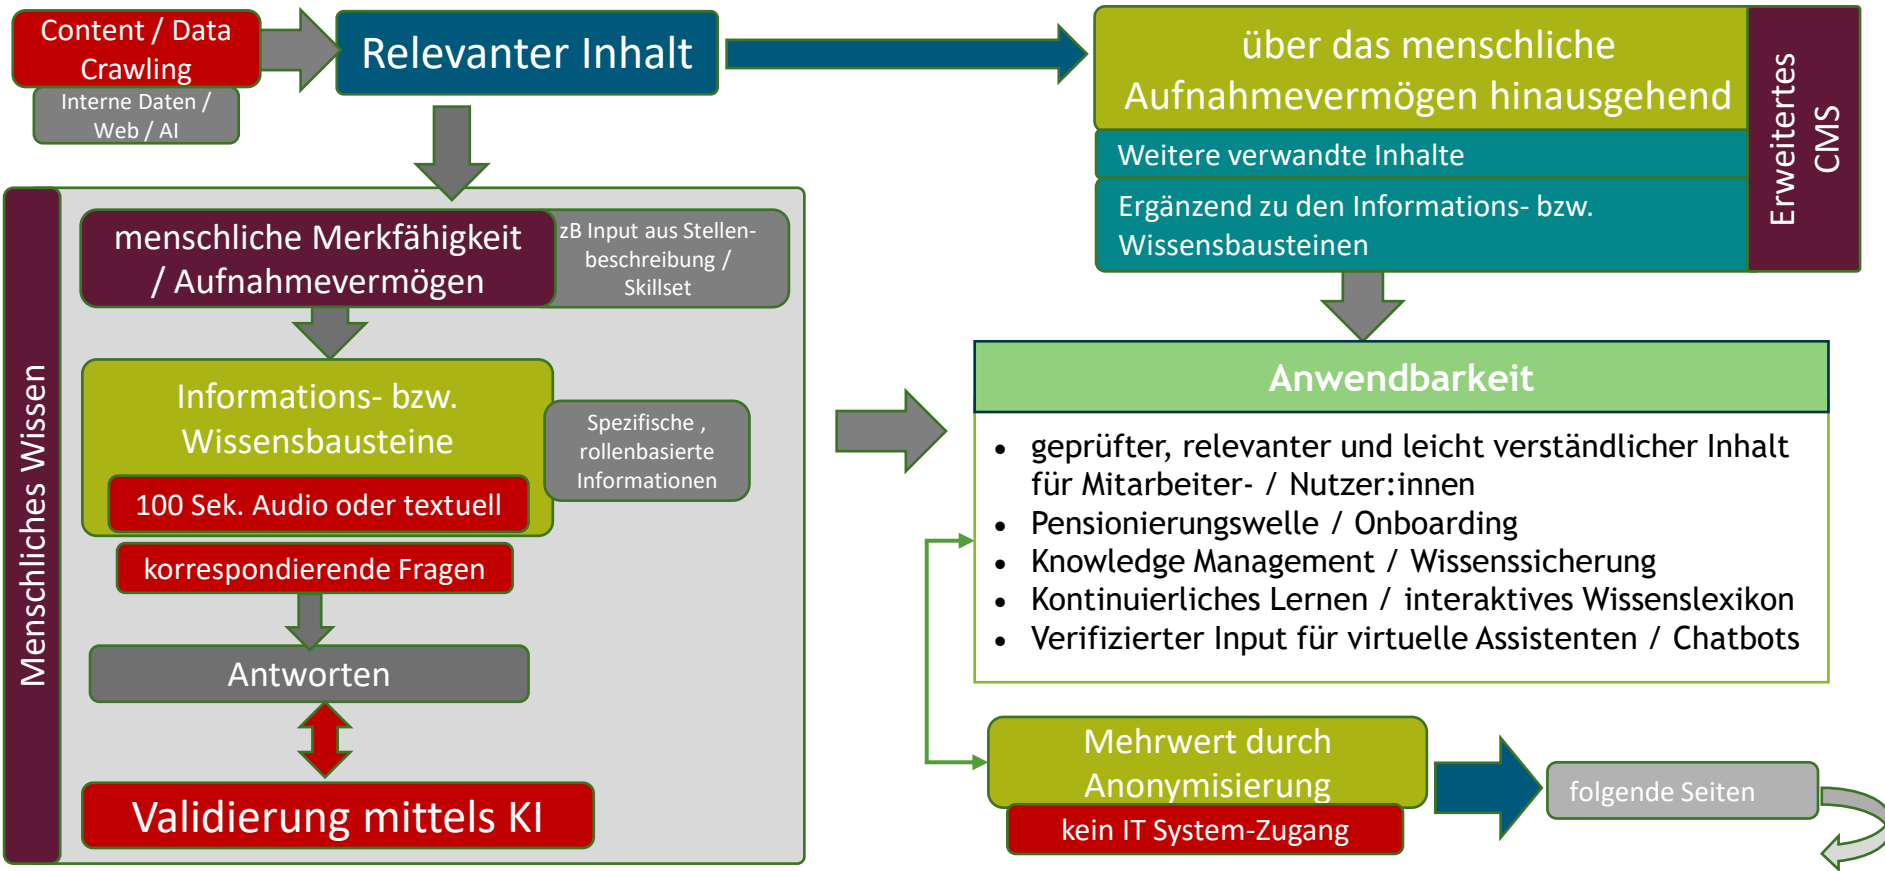 Content / Data
Crawling
Interne Daten /
Web / AI
Relevanter Inhalt
über das menschliche
Aufnahmevermögen hinausgehend
Weitere verwandte Inhalte
Ergänzend zu den Informations- bzw.
Wissensbausteinen
Erweitertes
CMS
Menschliches Wissen
menschliche Merkfähigkeit
/ Aufnahmevermögen
zB Input aus Stellen-
beschreibung /
Skillset
Informations- bzw.
Wissensbausteine
100 Sek. Audio oder textuell
Spezifische ,
rollenbasierte
Informationen
korrespondierende Fragen
Antworten
Validierung mittels KI
Anwendbarkeit
• geprüfter, relevanter und leicht verständlicher Inhalt
für Mitarbeiter- / Nutzer:innen
• Pensionierungswelle / Onboarding
• Knowledge Management / Wissenssicherung
• Kontinuierliches Lernen / interaktives Wissenslexikon
• Verifizierter Input für virtuelle Assistenten / Chatbots
Mehrwert durch
Anonymisierung
kein IT System-Zugang
folgende Seiten